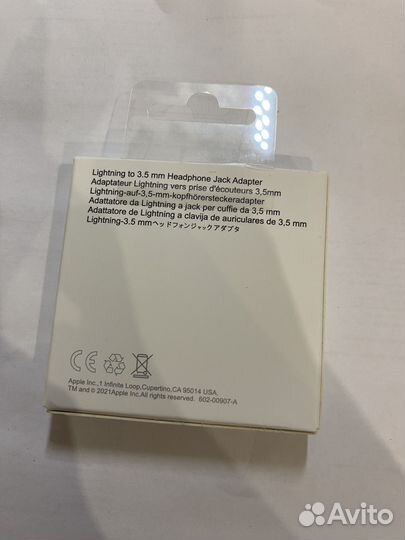 Lightning to 3.5 mm Headphone Jack Adapter
Adaptateur Lightning vers prise d'écouteurs 3,5mm
Lightning-auf-3,5-mm-kopfhörersteckeradapter
Adattatore da Lightning a jack per cuffie da 3,5 mm
Adattatore de Lightning a clavija de auriculares de 3,5 mm
Lightning-3.5 mmヘッドフォンジャックアダプタ
CE
Apple Inc.,1 Infinite Loop,Cupertino,CA 95014 USA.
TM and © 2021Apple Inc.All rights reserved. 602-00907-A
Avito